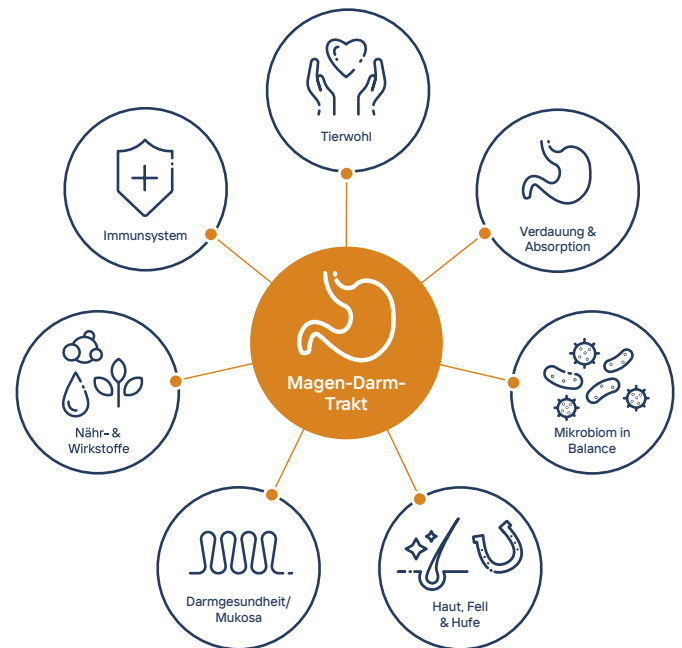 Tierwohl
Immunsystem
Verdauung &
Absorption
Magen-Darm-
Trakt
Nähr- &
Wirkstoffe
Mikrobiom in
Balance
Darmgesundheit/
Mukosa
Haut, Fell
& Hufe